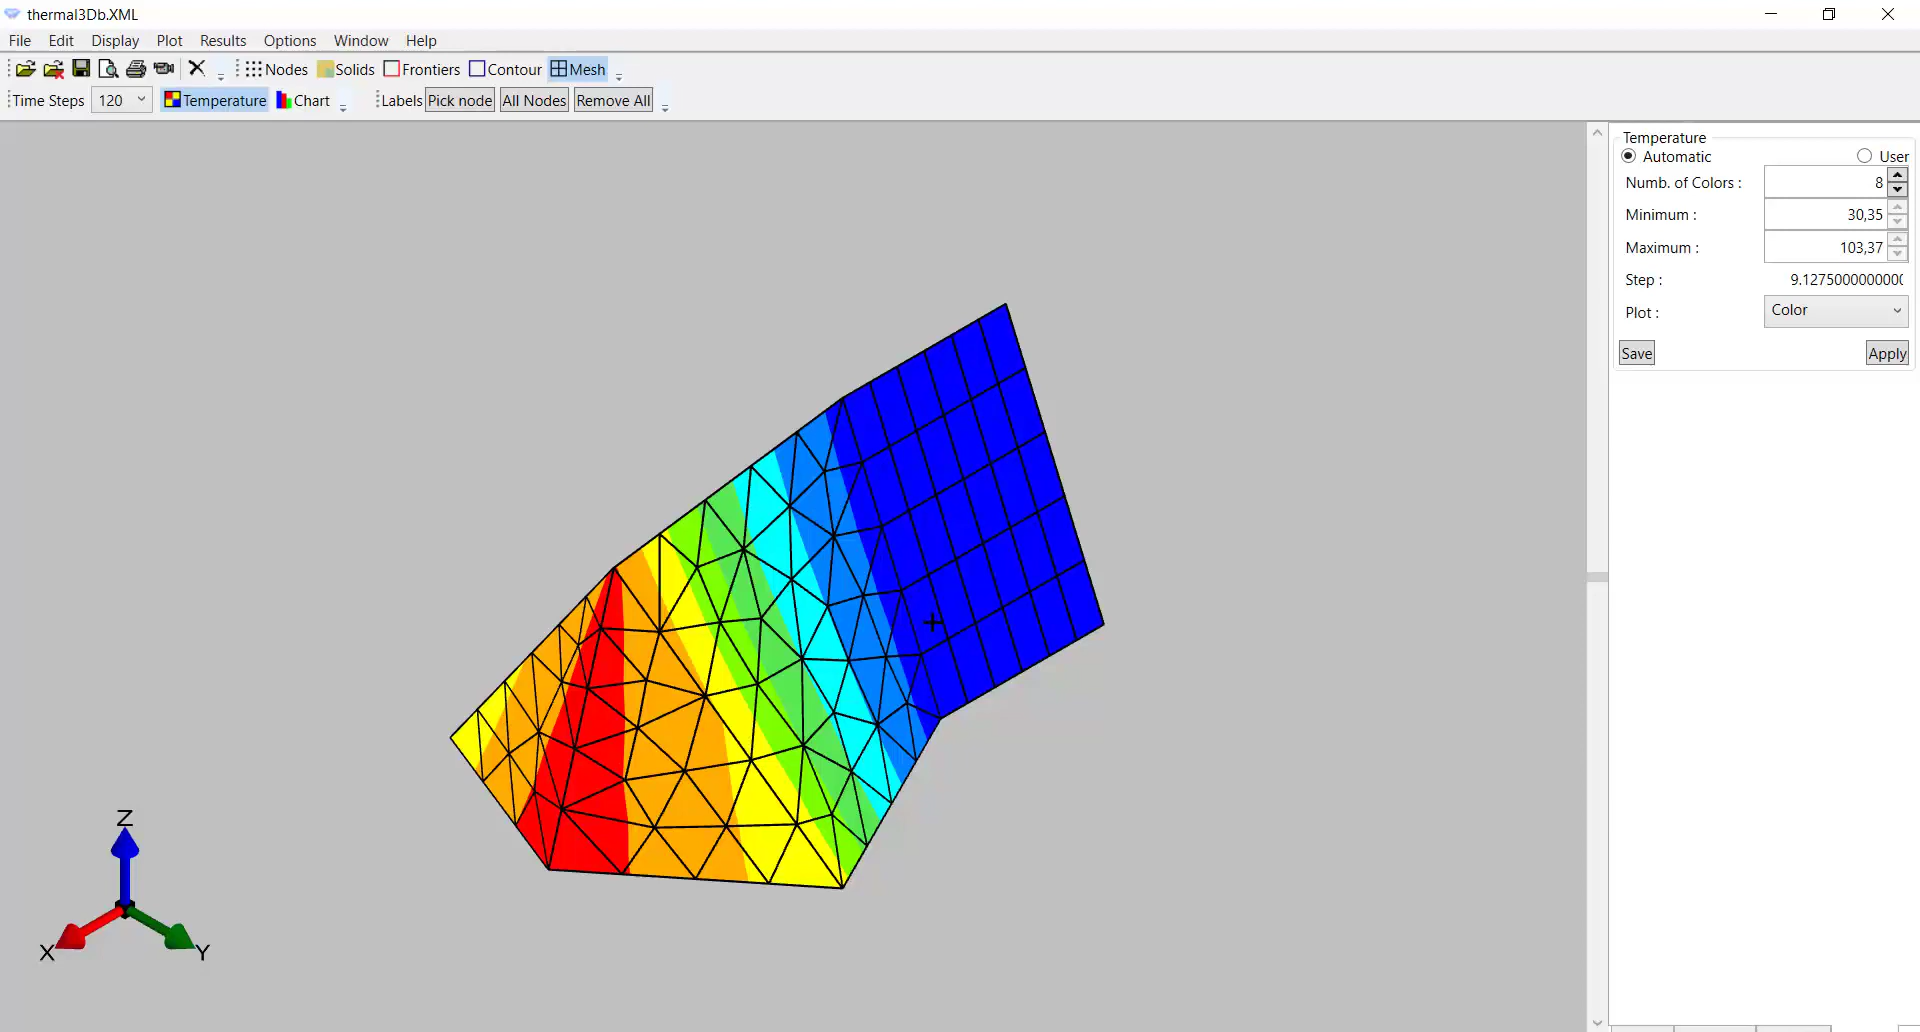 thermal3Db.XML
File Edit Display Plot Results Options Window Help
Nodes Solids Frontiers Contour Mesh
Time Steps 120 Temperature Chart Labels Pick node All Nodes Remove All
Temperature
Automatic User
Numb. of Colors : 8
Minimum : 30,35
Maximum : 103,37
Step : 9.1275000000000
Plot : Color
Save Apply
Z
X Y